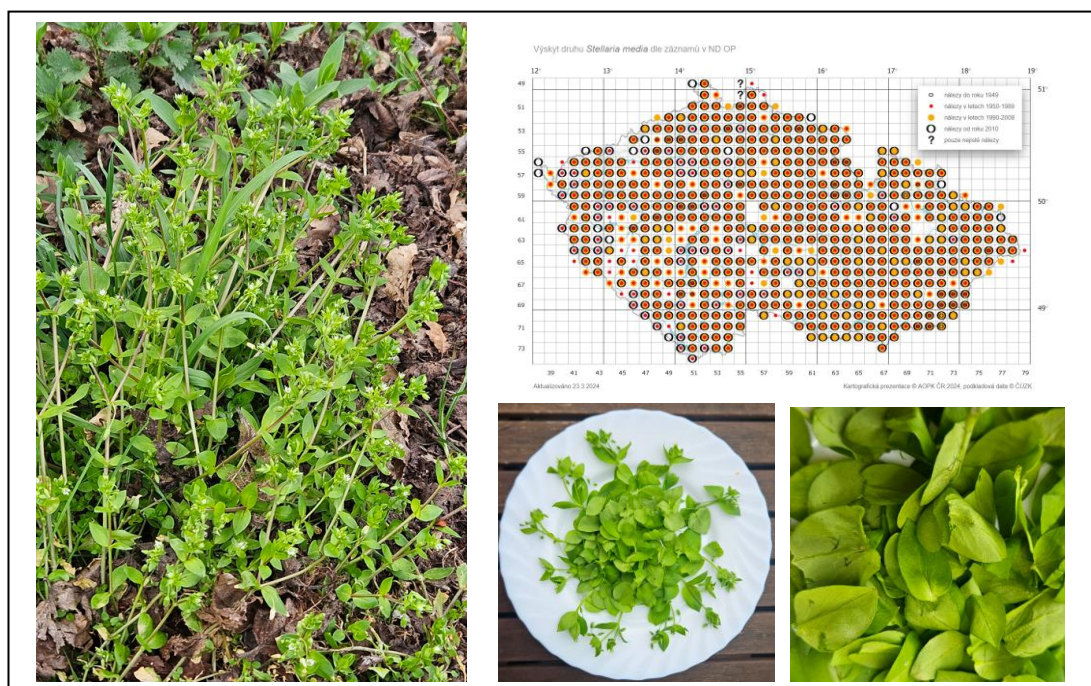 Výskyt druhu Stellaria media dle záznamů v ND OP
12° 13° 14° 15° 16° 17° 18° 19°
nálezy do roku 1949
nálezy v letech 1950-1989
nálezy v letech 1990-2009
nálezy od roku 2010
? pouze nejisté nálezy
?
?
49
51
53
55
57
59
61
63
65
67
69
71
73
51°
50°
49°
39 41 43 45 47 49 51 53 55 57 59 61 63 65 67 69 71 73 75 77 79
Aktualizováno 23.3.2024
Kartografická prezentace © AOPK ČR 2024, podkladová data © ČÚZK